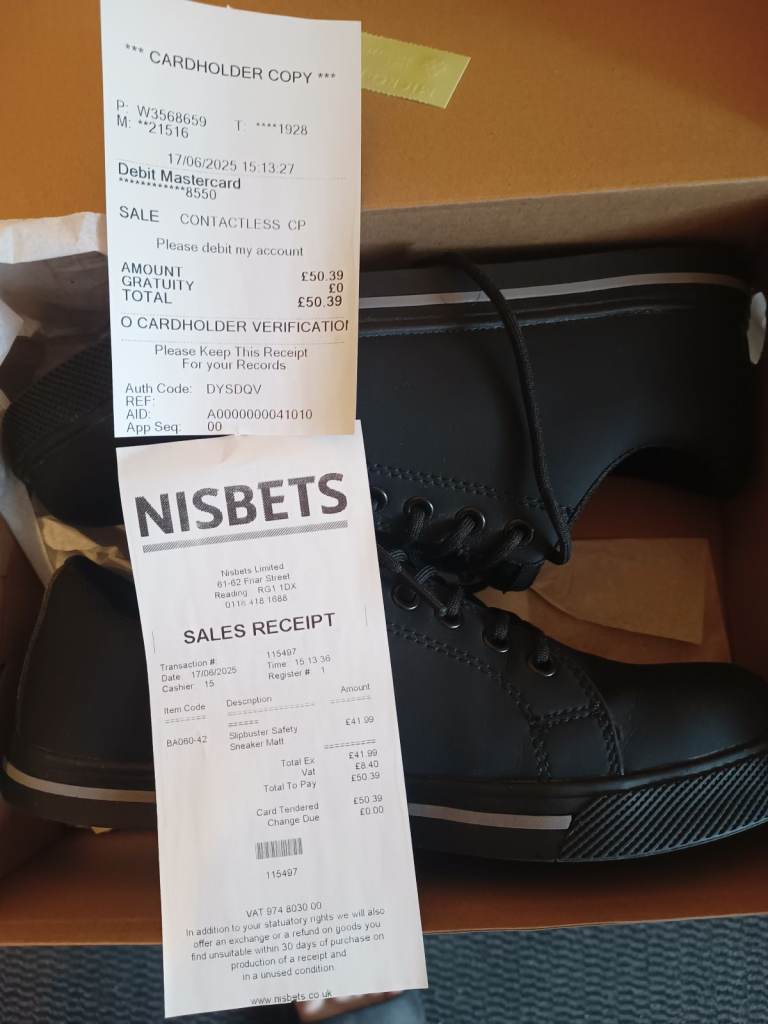 *** CARDHOLDER COPY ***
P: W3568659
M: **21516 T: ****1928
17/06/2025 15:13:27
Debit Mastercard
************8550
SALE CONTACTLESS CP
Please debit my account
AMOUNT £50.39
GRATUITY £0
TOTAL £50.39
O CARDHOLDER VERIFICATION
Please Keep This Receipt
For your Records
Auth Code: DYSDQV
REF:
AID: A0000000041010
App Seq: 00
NISBETS
Nisbets Limited
61-62 Friar Street
Reading RG1 1DX
0118 418 1688
SALES RECEIPT
Transaction #: 115497
Date 17/06/2025 Time: 15 13 36
Cashier 15 Register #: 1
Item Code Description Amount
======== ================ ========
======
BA060-42 Slipbuster Safety £41.99
Sneaker Matt
==========
Total Ex £41.99
Vat £8.40
Total To Pay £50.39
Card Tendered £50.39
Change Due £0.00
115497
VAT 974 8030 00
In addition to your statuatory rights we will also
offer an exchange or a refund on goods you
find unsuitable within 30 days of purchase on
production of a receipt and
in a unused condition
www.nisbets.co.uk